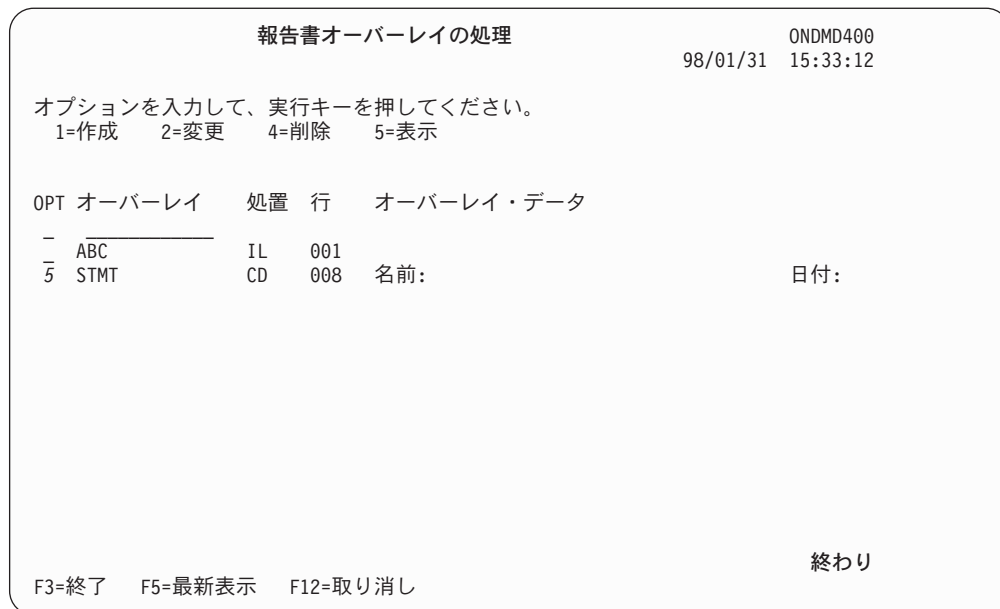 報告書オーバーレイの処理 ONDMD400
98/01/31 15:33:12
オプションを入力して、実行キーを押してください。
1=作成 2=変更 4=削除 5=表示
OPT オーバーレイ 処置 行 オーバーレイ・データ
_ ____________
_ ABC IL 001
5 STMT CD 008 名前: 日付:
終わり
F3=終了 F5=最新表示 F12=取り消し